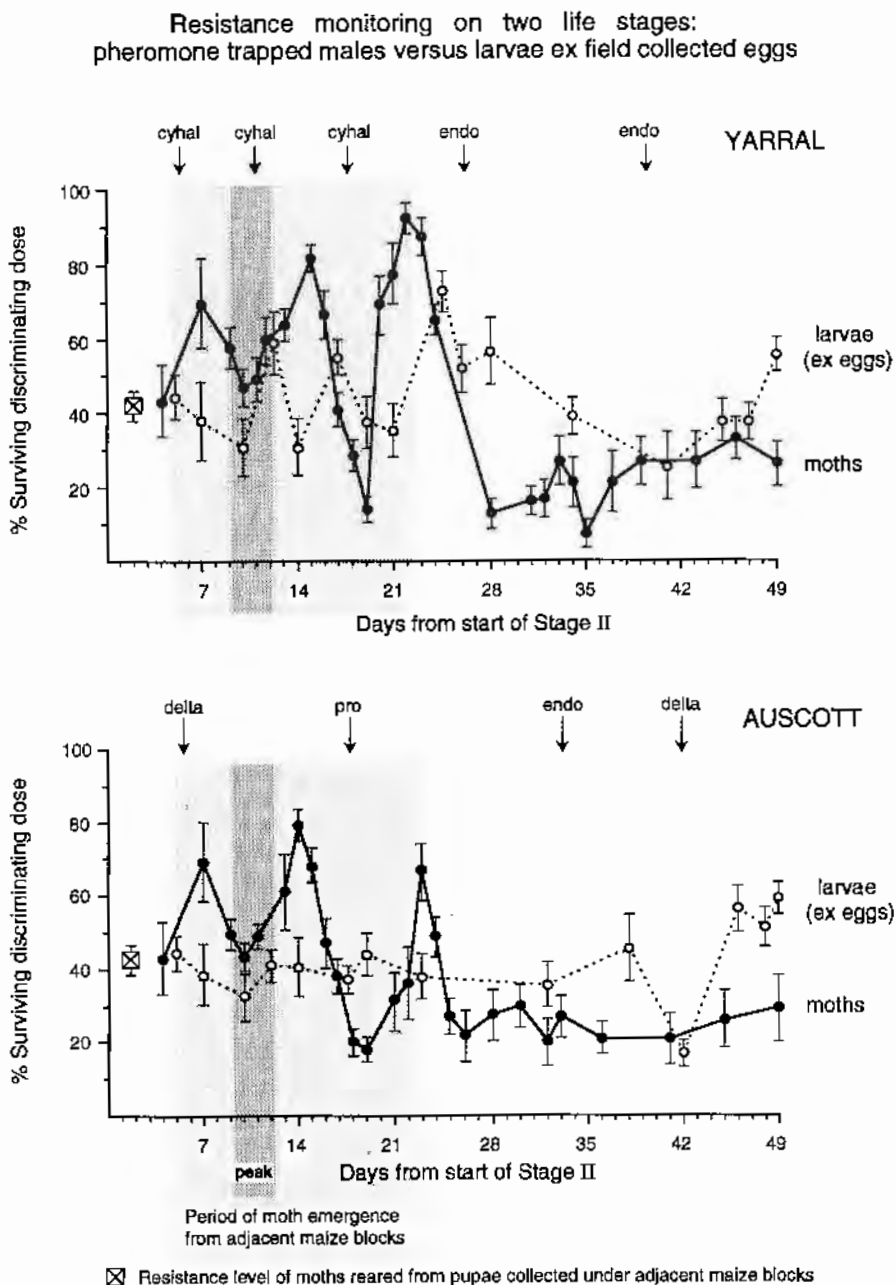 Resistance monitoring on two life stages:
pheromone trapped males versus larvae ex field collected eggs
cyhal cyhal cyhal endo endo YARRAL
100
80
60
40
20
% Surviving discriminating dose
larvae
(ex eggs)
moths
7 14 21 28 35 42 49
Days from start of Stage II
delta pro endo delta AUSCOTT
100
80
60
40
20
% Surviving discriminating dose
larvae
(ex eggs)
moths
7 14 21 28 35 42 49
peak Days from start of Stage II
Period of moth emergence
from adjacent maize blocks
Resistance level of moths reared from pupae collected under adjacent maize blocks